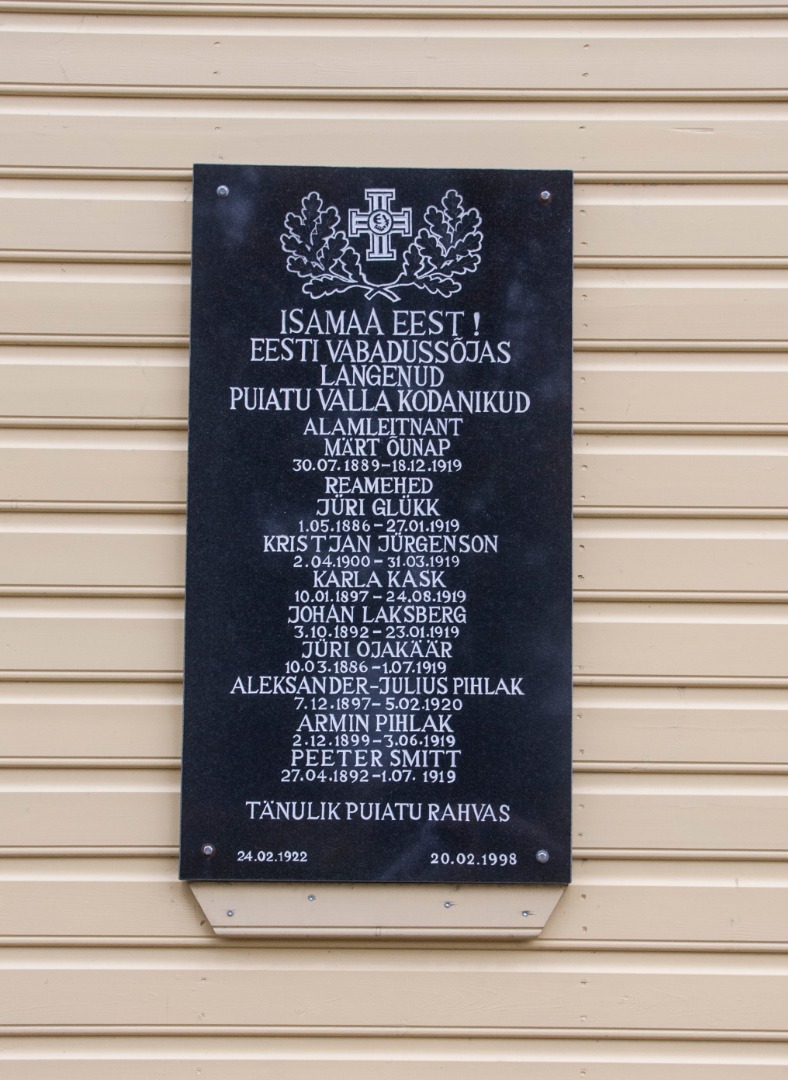 ISAMAA EEST!
EESTI VABADUSSÕJAS
LANGENUD
PUIATU VALLA KODANIKUD
ALAMLEITNANT
MÄRT ÕUNAP
30.07.1889-18.12.1919
REAMEHED
JÜRI GLÜKK
1.05.1886-27.01.1919
KRISTJAN JÜRGENSON
2.04.1900-31.03.1919
KARLA KASK
10.01.1897-24.08.1919
JOHAN LAKSBERG
3.10.1892-23.01.1919
JÜRI OJAKÄÄR
10.03.1886-1.07.1919
ALEKSANDER-JULIUS PIHLAK
7.12.1897-5.02.1920
ARMIN PIHLAK
2.12.1899-3.06.1919
PEETER SMITT
27.04.1892-1.07.1919
TÄNULIK PUIATU RAHVAS
24.02.1922 20.02.1998